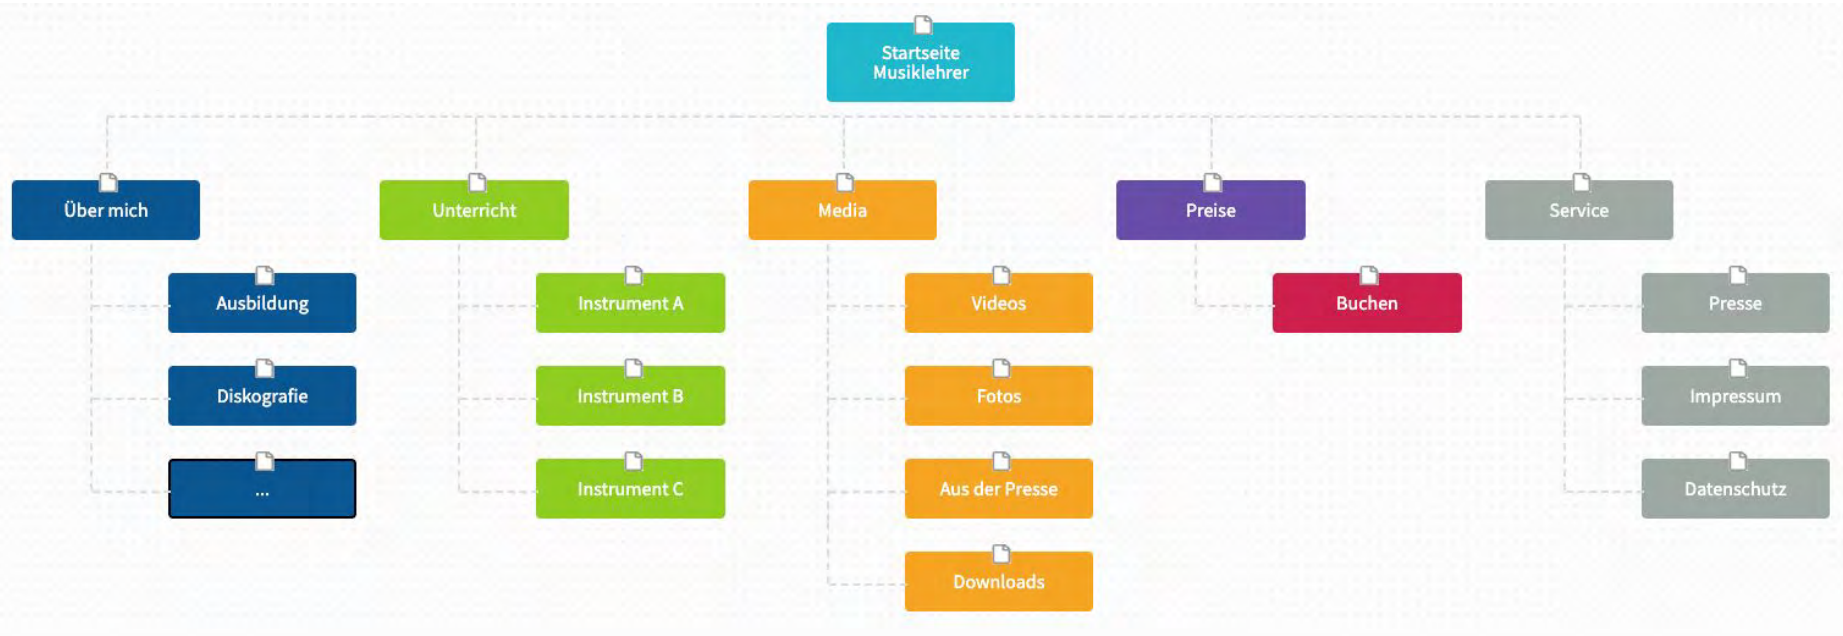 Startseite
Musiklehrer
Über mich
Unterricht
Media
Preise
Service
Ausbildung
Instrument A
Videos
Buchen
Presse
Diskografie
Instrument B
Fotos
Impressum
...
Instrument C
Aus der Presse
Datenschutz
Downloads